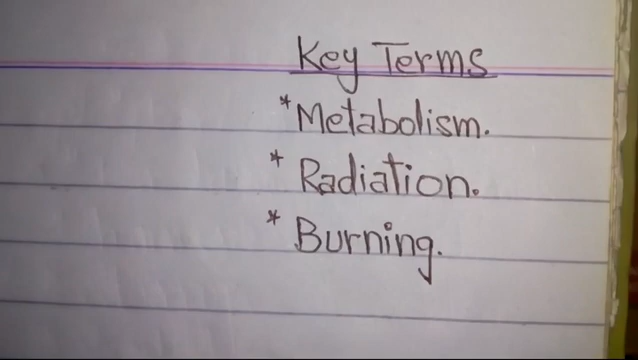 Key Terms
*Metabolism.
* Radiation.
* Burning.